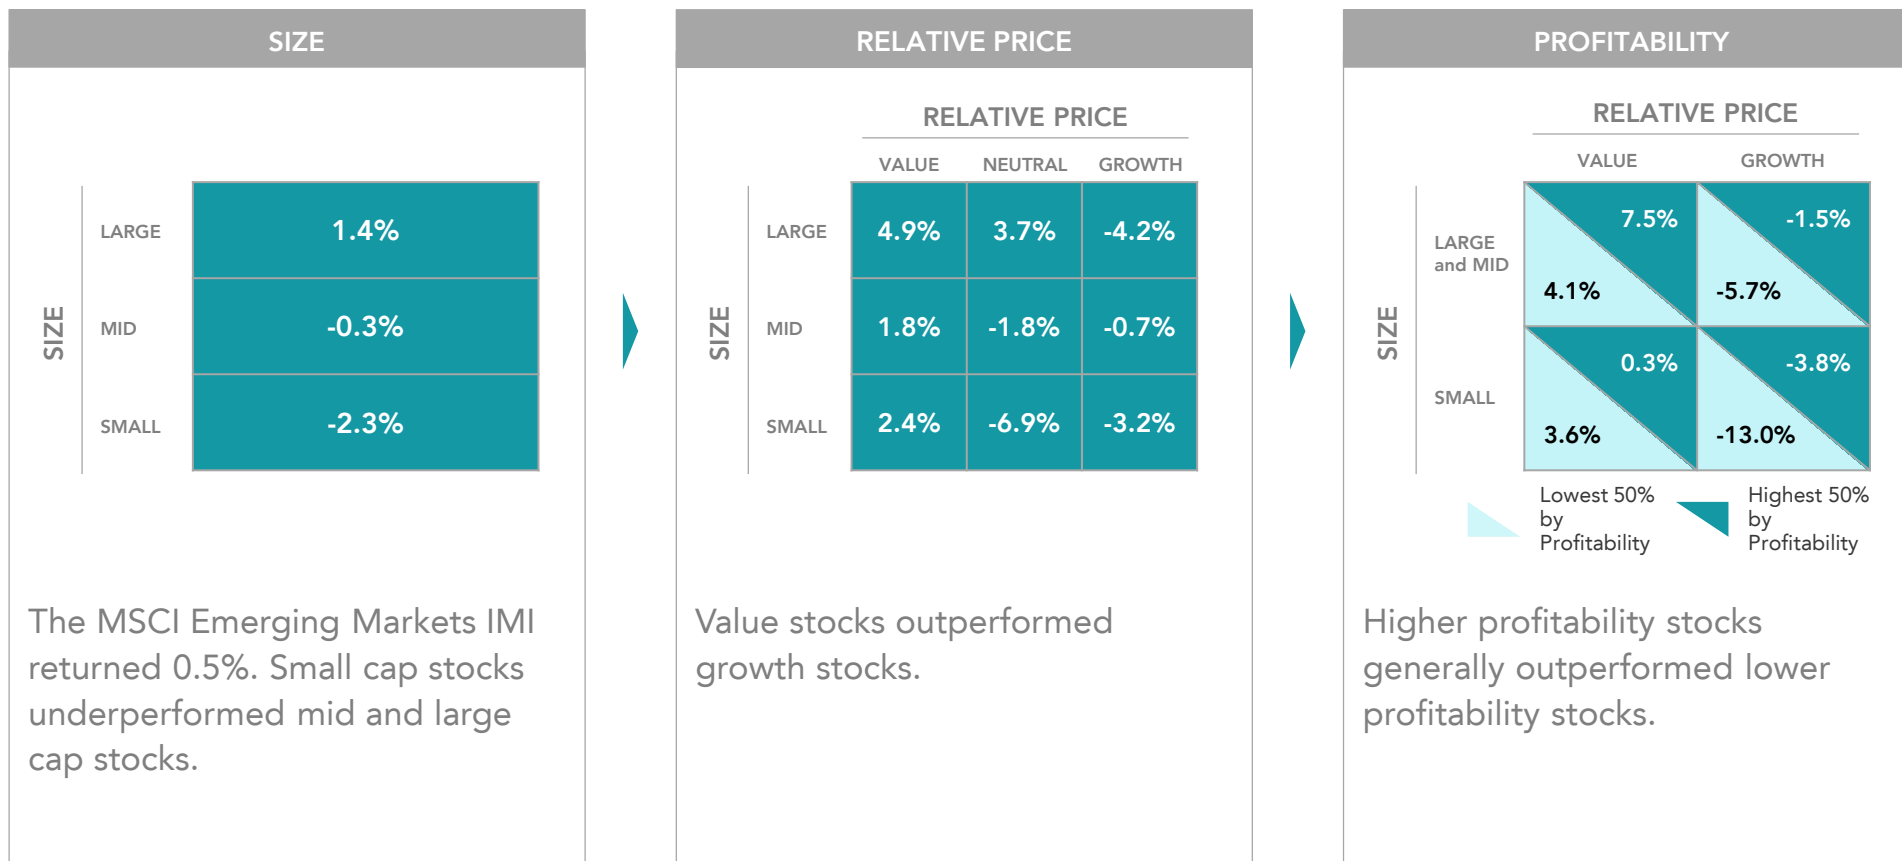 SIZE
SIZE
LARGE
1.4%
MID
-0.3%
SMALL
-2.3%
The MSCI Emerging Markets IMI
returned 0.5%. Small cap stocks
underperformed mid and large
cap stocks.
RELATIVE PRICE
RELATIVE PRICE
VALUE NEUTRAL GROWTH
SIZE
LARGE 4.9% 3.7% -4.2%
MID 1.8% -1.8% -0.7%
SMALL 2.4% -6.9% -3.2%
Value stocks outperformed
growth stocks.
PROFITABILITY
RELATIVE PRICE
VALUE GROWTH
SIZE
LARGE
and MID
7.5% -1.5%
4.1% -5.7%
SMALL
0.3% -3.8%
3.6% -13.0%
Lowest 50%
by
Profitability
Highest 50%
by
Profitability
Higher profitability stocks
generally outperformed lower
profitability stocks.